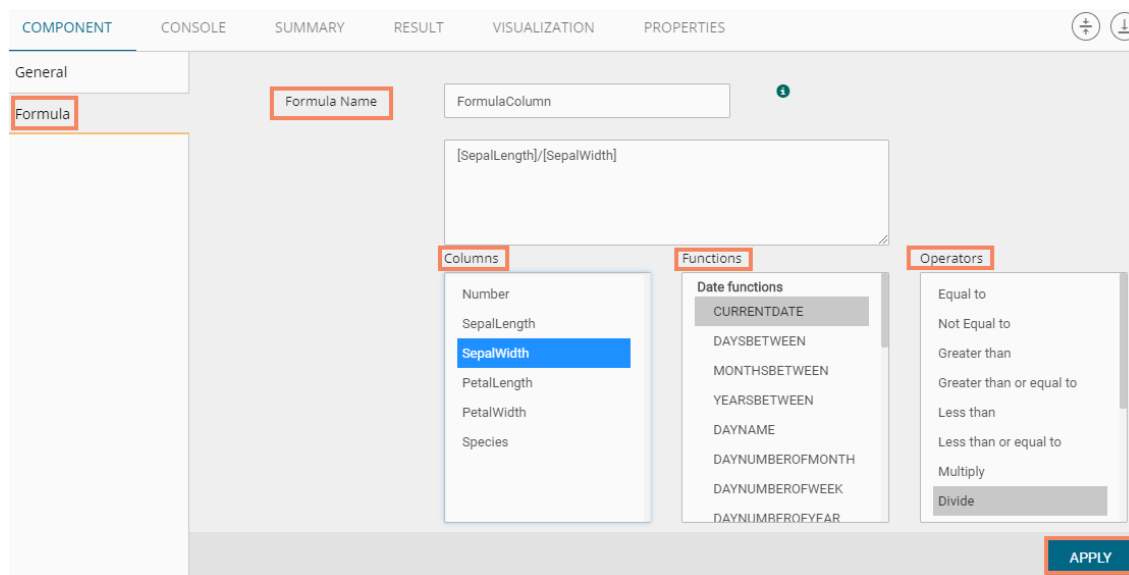 COMPONENT CONSOLE SUMMARY RESULT VISUALIZATION PROPERTIES
General
Formula
Formula Name FormulaColumn
[SepalLength]/[SepalWidth]
Columns Functions Operators
Number
SepalLength
SepalWidth
PetalLength
PetalWidth
Species
Date functions
CURRENTDATE
DAYSBETWEEN
MONTHSBETWEEN
YEARSBETWEEN
DAYNAME
DAYNUMBEROFMONTH
DAYNUMBEROFWEEK
DAYNUMBEROFYEAR
Equal to
Not Equal to
Greater than
Greater than or equal to
Less than
Less than or equal to
Multiply
Divide
APPLY